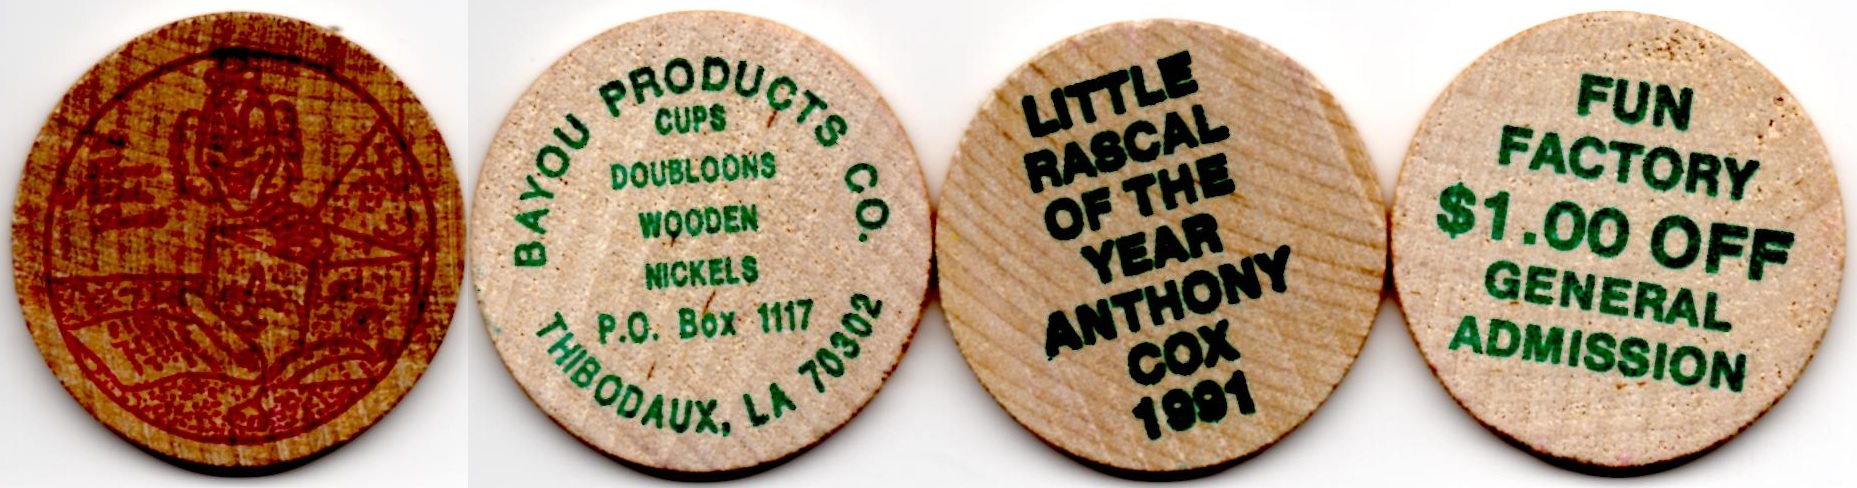 BAYOU PRODUCTS CO.
CUPS
DOUBLOONS
WOODEN
NICKELS
P.O. Box 1117
THIBODAUX, LA 70302
LITTLE
RASCAL
OF THE
YEAR
ANTHONY
COX
1991
FUN
FACTORY
$1.00 OFF
GENERAL
ADMISSION